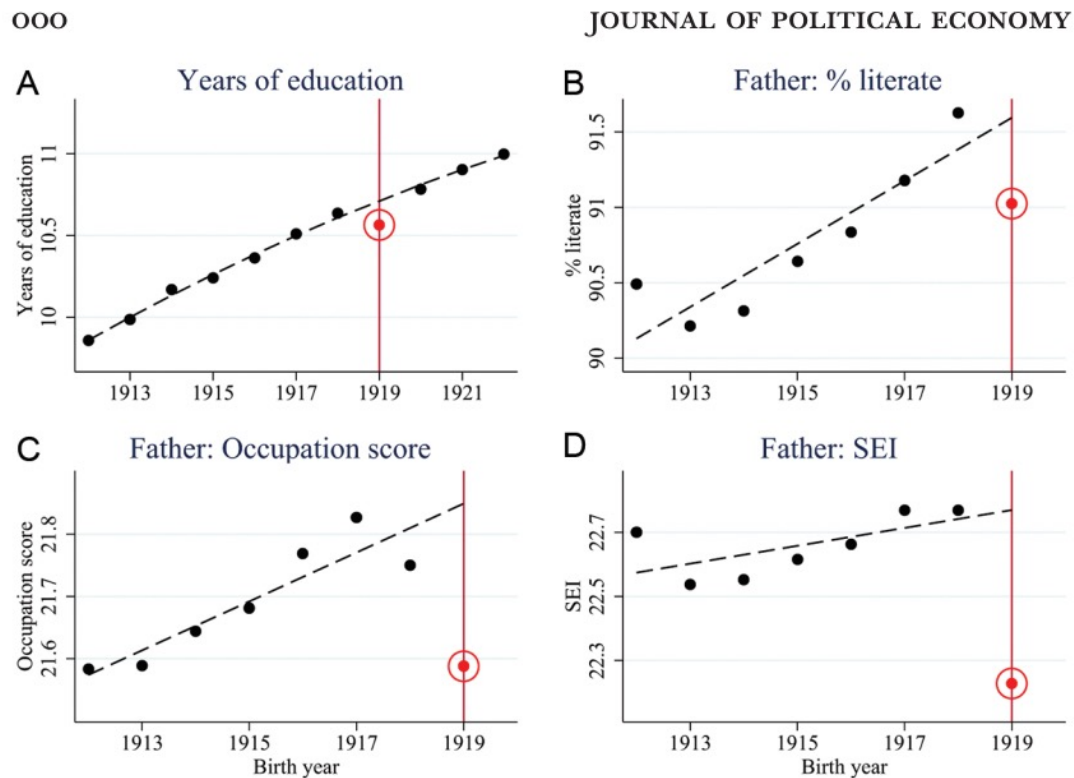 OOO JOURNAL OF POLITICAL ECONOMY
A Years of education
Years of education
11
10.5
10
1913 1915 1917 1919 1921
B Father: % literate
% literate
91.5
91
90.5
90
1913 1915 1917 1919
C Father: Occupation score
Occupation score
21.8
21.7
21.6
1913 1915 1917 1919
Birth year
D Father: SEI
SEI
22.7
22.5
22.3
1913 1915 1917 1919
Birth year